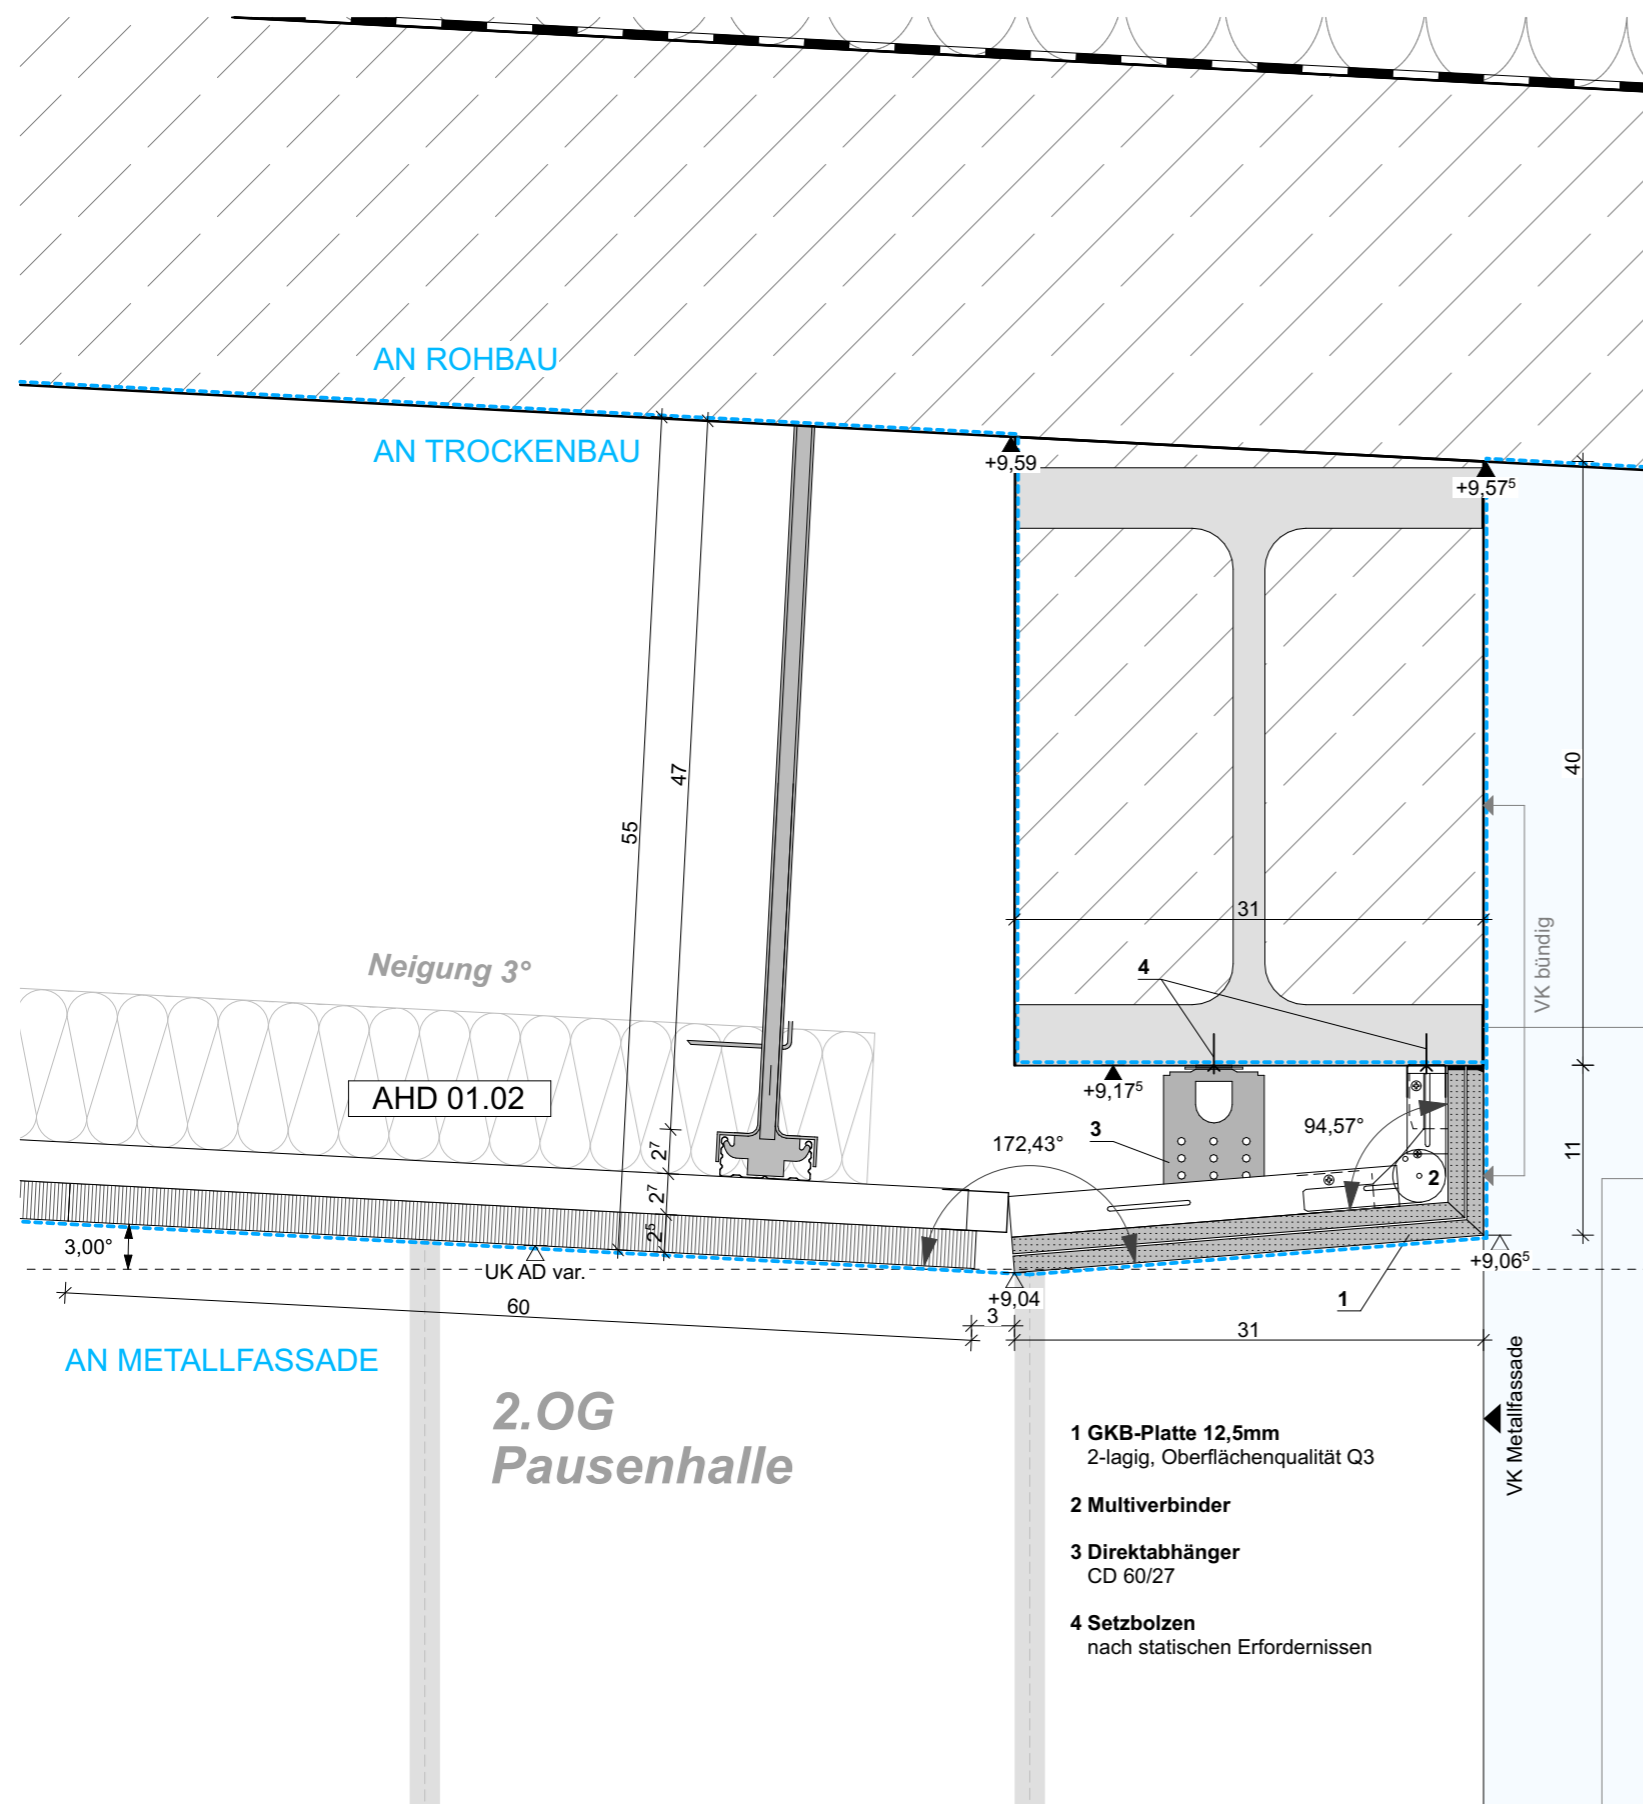 AN ROHBAU
AN TROCKENBAU
+9,59
+9,57⁵
47
55
40
31
VK bündig
Neigung 3°
4
AHD 01.02
+9,17⁵
3
172,43°
94,57°
2
11
2⁷
2⁷
2⁵
3,00°
UK AD var.
+9,06⁵
+9,04
1
60
3
31
AN METALLFASSADE
VK Metallfassade
2.OG
Pausenhalle
1 GKB-Platte 12,5mm
2-lagig, Oberflächenqualität Q3
2 Multiverbinder
3 Direktabhänger
CD 60/27
4 Setzbolzen
nach statischen Erfordernissen